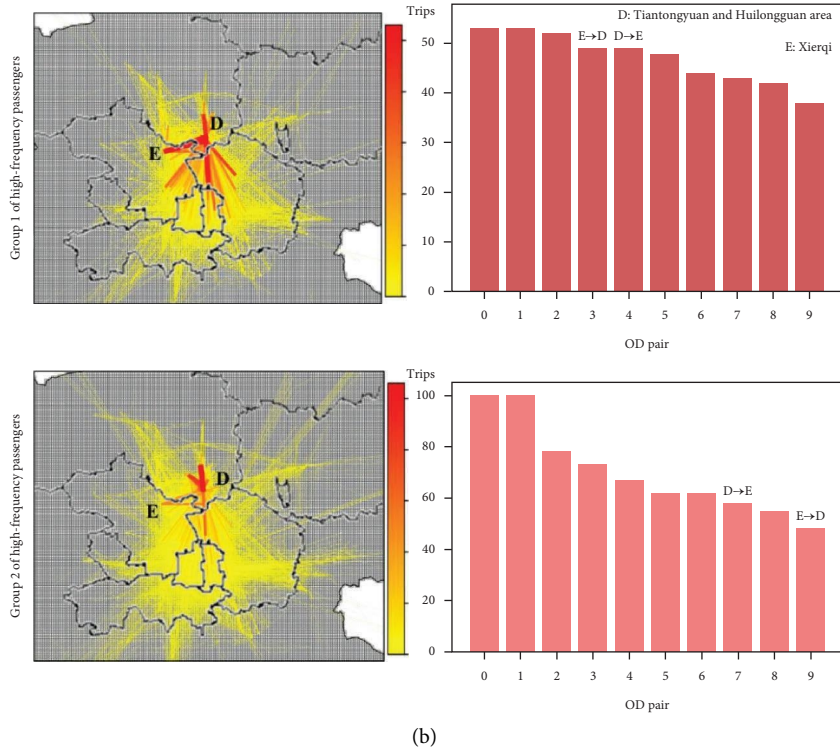 Trips
Group 1 of high-frequency passengers
D
E
D: Tiantongyuan and Huilongguan area
E: Xierqi
E→D D→E
50
40
30
20
10
0
0 1 2 3 4 5 6 7 8 9
OD pair
Trips
Group 2 of high-frequency passengers
D
E
D→E
E→D
100
80
60
40
20
0
0 1 2 3 4 5 6 7 8 9
OD pair
(b)